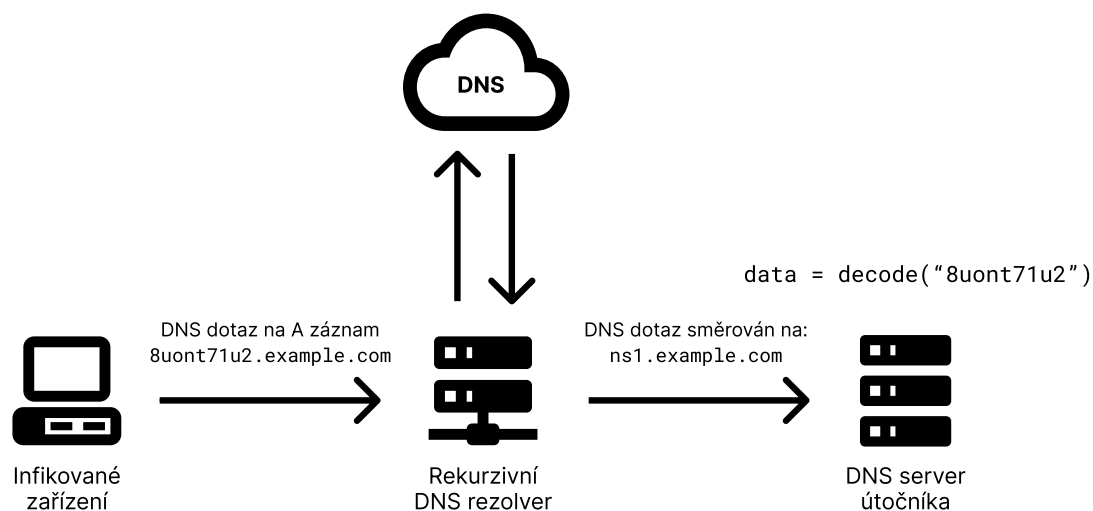 DNS
data = decode(“8uont71u2”)
DNS dotaz na A záznam
8uont71u2.example.com
DNS dotaz směrován na:
ns1.example.com
Infikované
zařízení
Rekurzivní
DNS rezolver
DNS server
útočníka